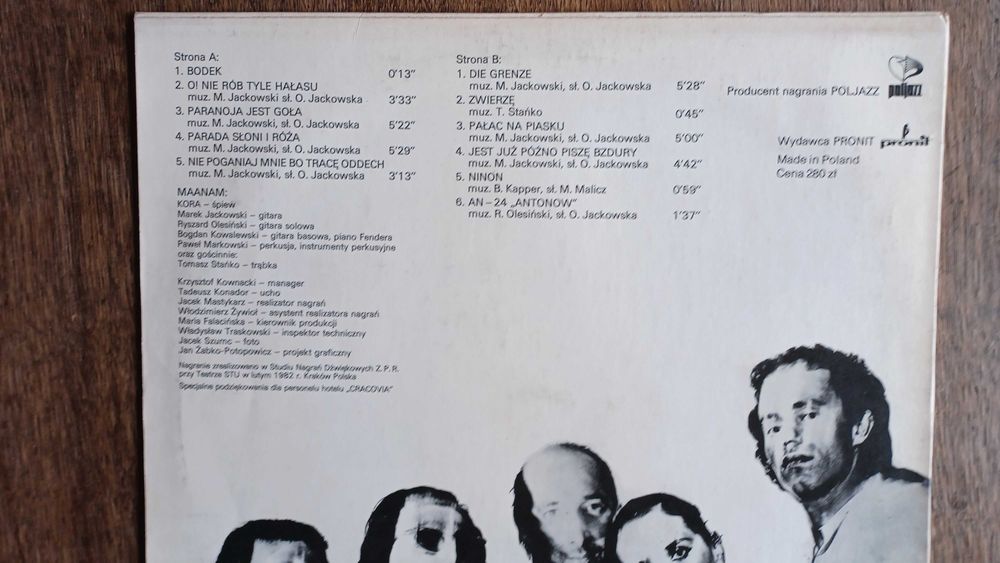 Strona A:
1. BODEK 0'13"
2. O! NIE RÓB TYLE HAŁASU
muz. M. Jackowski sł. O. Jackowska 3'33"
3. PARANOJA JEST GOŁA
muz. M. Jackowski, sł. O. Jackowska 5'22"
4. PARADA SŁONI I RÓŻA
muz. M. Jackowski, sł. O. Jackowska 5'29"
5. NIE POGANIAJ MNIE BO TRACĘ ODDECH
muz. M. Jackowski, sł. O. Jackowska 3'13"
MAANAM:
KORA – śpiew
Marek Jackowski – gitara
Ryszard Olesiński – gitara solowa
Bogdan Kowalewski – gitara basowa, piano Fendera
Paweł Markowski – perkusja, instrumenty perkusyjne
oraz gościnnie:
Tomasz Stańko – trąbka
Krzysztof Kownacki – manager
Tadeusz Konador – ucho
Jacek Mastykarz – realizator nagrań
Włodzimierz Żywioł – asystent realizatora nagrań
Maria Falacińska – kierownik produkcji
Władysław Traskowski – inspektor techniczny
Jacek Szumc – foto
Jan Żabko-Potopowicz – projekt graficzny
Nagranie zrealizowano w Studiu Nagrań Dźwiękowych Z.P.R.
przy Teatrze STU w lutym 1982 r. Kraków Polska
Specjalne podziękowania dla personelu hotelu „CRACOVIA"
Strona B:
1. DIE GRENZE
muz. M. Jackowski, sł. O. Jackowska 5'28"
2. ZWIERZĘ
muz. T. Stańko 0'45"
3. PAŁAC NA PIASKU
muz. M. Jackowski, sł. O. Jackowska 5'00"
4. JEST JUŻ PÓŻNO PISZĘ BZDURY
muz. M. Jackowski, sł. O. Jackowska 4'42"
5. NINON
muz. B. Kapper, sł. M. Malicz 0'59"
6. AN – 24 „ANTONOW"
muz. R. Olesiński, sł. O. Jackowska 1'37"
Producent nagrania POLJAZZ poljazz
Wydawca PRONIT pronit
Made in Poland
Cena 280 zł